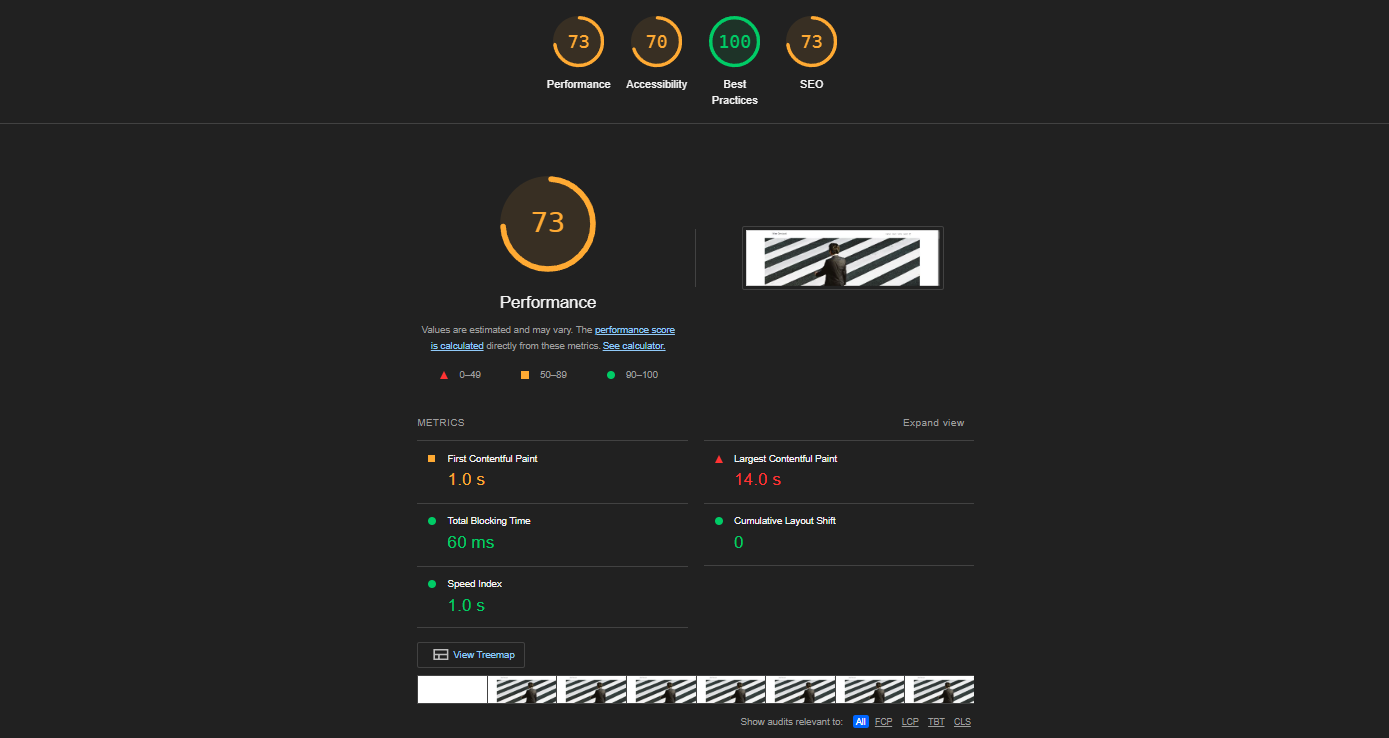 73
70
100
73
Performance
Accessibility
Best
Practices
SEO
73
Performance
Values are estimated and may vary. The performance score
is calculated directly from these metrics. See calculator.
0–49
50–89
90–100
METRICS
Expand view
First Contentful Paint
1.0 s
Largest Contentful Paint
14.0 s
Total Blocking Time
60 ms
Cumulative Layout Shift
0
Speed Index
1.0 s
View Treemap
Show audits relevant to: All FCP LCP TBT CLS